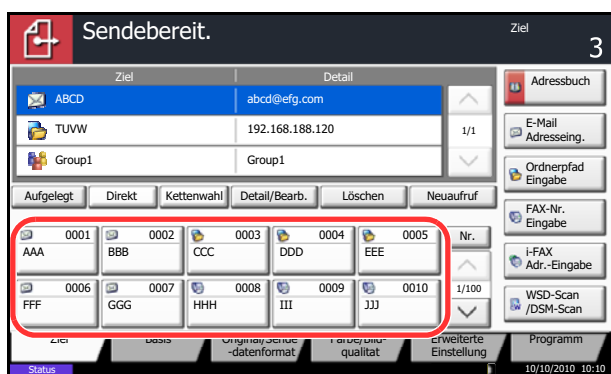 Sendebereit.
Ziel
3
Ziel Detail
ABCD abcd@efg.com
TUVW 192.168.188.120
1/1
Group1 Group1
Adressbuch
E-Mail
Adresseing.
Ordnerpfad
Eingabe
FAX-Nr.
Eingabe
i-FAX
Adr.-Eingabe
WSD-Scan
/DSM-Scan
Aufgelegt Direkt Kettenwahl Detail/Bearb. Löschen Neuaufruf
0001 0002 0003 0004 0005 Nr.
AAA BBB CCC DDD EEE
0006 0007 0008 0009 0010 1/100
FFF GGG HHH III JJJ
Ziel Basis Original/Sende
-datenformat
Farbe/Bild-
qualitat
Erweiterte
Einstellung
Programm
Status 10/10/2010 10:10